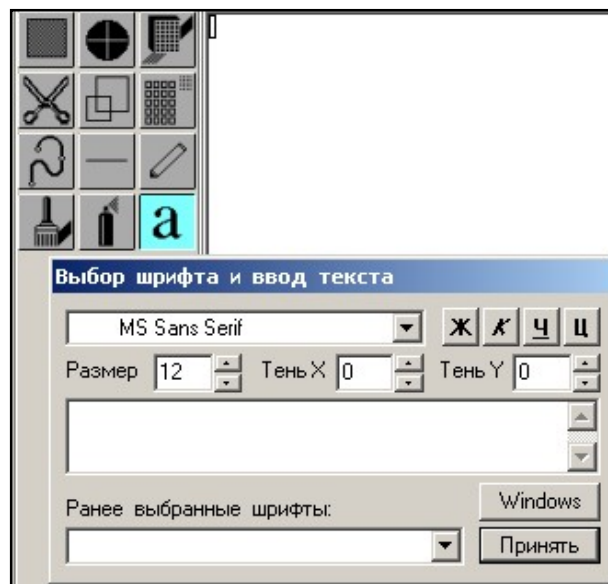 a
Выбор шрифта и ввод текста
MS Sans Serif Ж К Ч Ц
Размер 12 Тень X 0 Тень Y 0
Windows
Ранее выбранные шрифты:
Принять